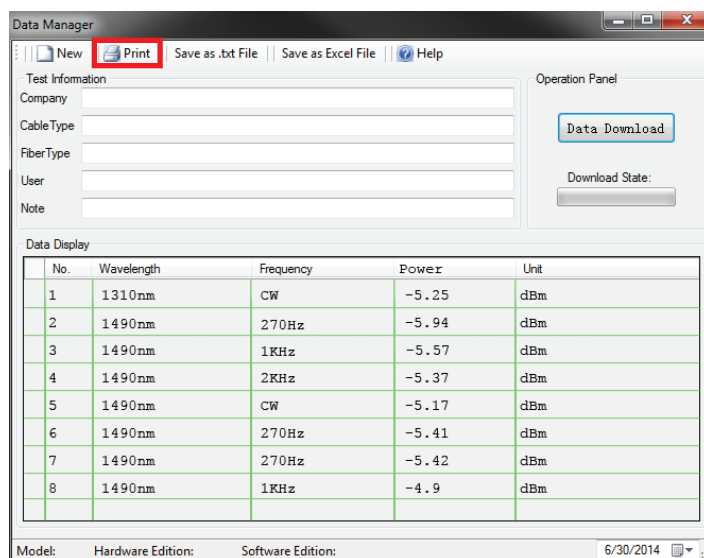 Data Manager
New Print Save as .txt File Save as Excel File Help
Test Information
Company
CableType
FiberType
User
Note
Operation Panel
Data Download
Download State:
Data Display
No. Wavelength Frequency Power Unit
1 1310nm CW -5.25 dBm
2 1490nm 270Hz -5.94 dBm
3 1490nm 1KHz -5.57 dBm
4 1490nm 2KHz -5.37 dBm
5 1490nm CW -5.17 dBm
6 1490nm 270Hz -5.41 dBm
7 1490nm 270Hz -5.42 dBm
8 1490nm 1KHz -4.9 dBm
Model: Hardware Edition: Software Edition: 6/30/2014